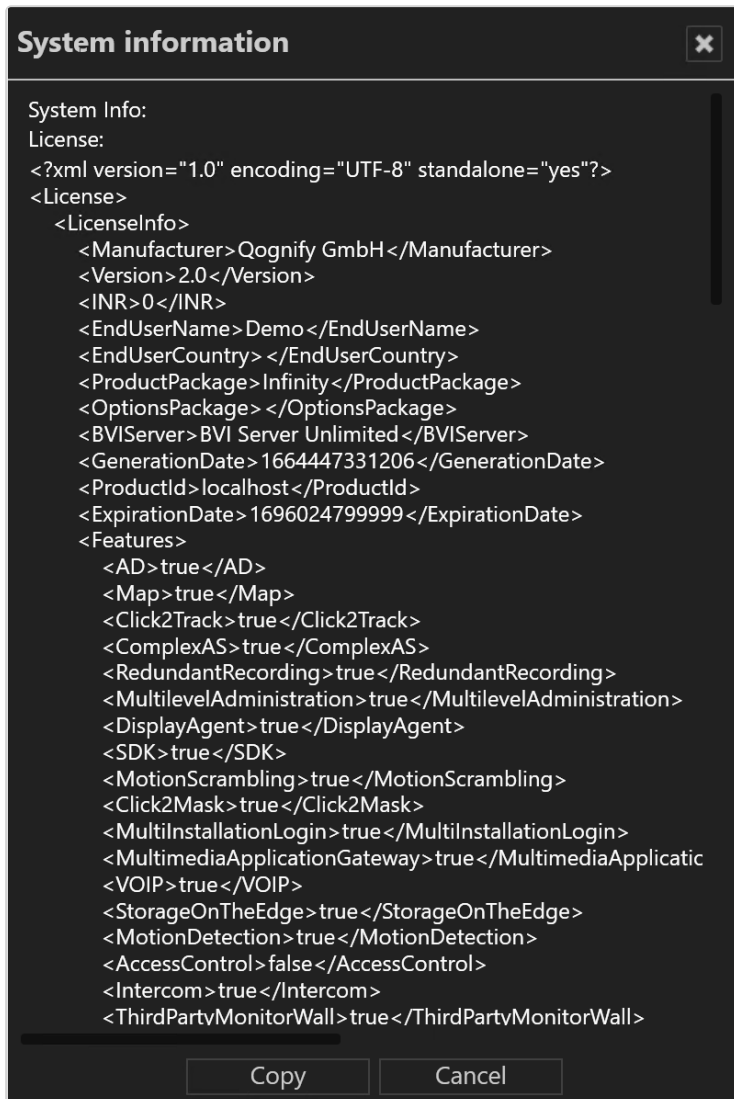 System information
System Info:
License:
<?xml version="1.0" encoding="UTF-8" standalone="yes"?>
<License>
<LicenseInfo>
<Manufacturer>Qognify GmbH</Manufacturer>
<Version>2.0</Version>
<INR>0</INR>
<EndUserName>Demo</EndUserName>
<EndUserCountry></EndUserCountry>
<ProductPackage>Infinity</ProductPackage>
<OptionsPackage></OptionsPackage>
<BVIServer>BVI Server Unlimited</BVIServer>
<GenerationDate>1664447331206</GenerationDate>
<ProductId>localhost</ProductId>
<ExpirationDate>1696024799999</ExpirationDate>
<Features>
<AD>true</AD>
<Map>true</Map>
<Click2Track>true</Click2Track>
<ComplexAS>true</ComplexAS>
<RedundantRecording>true</RedundantRecording>
<MultilevelAdministration>true</MultilevelAdministration>
<DisplayAgent>true</DisplayAgent>
<SDK>true</SDK>
<MotionScrambling>true</MotionScrambling>
<Click2Mask>true</Click2Mask>
<MultiInstallationLogin>true</MultiInstallationLogin>
<MultimediaApplicationGateway>true</MultimediaApplicatic
<VOIP>true</VOIP>
<StorageOnTheEdge>true</StorageOnTheEdge>
<MotionDetection>true</MotionDetection>
<AccessControl>false</AccessControl>
<Intercom>true</Intercom>
<ThirdPartyMonitorWall>true</ThirdPartyMonitorWall>
Copy Cancel